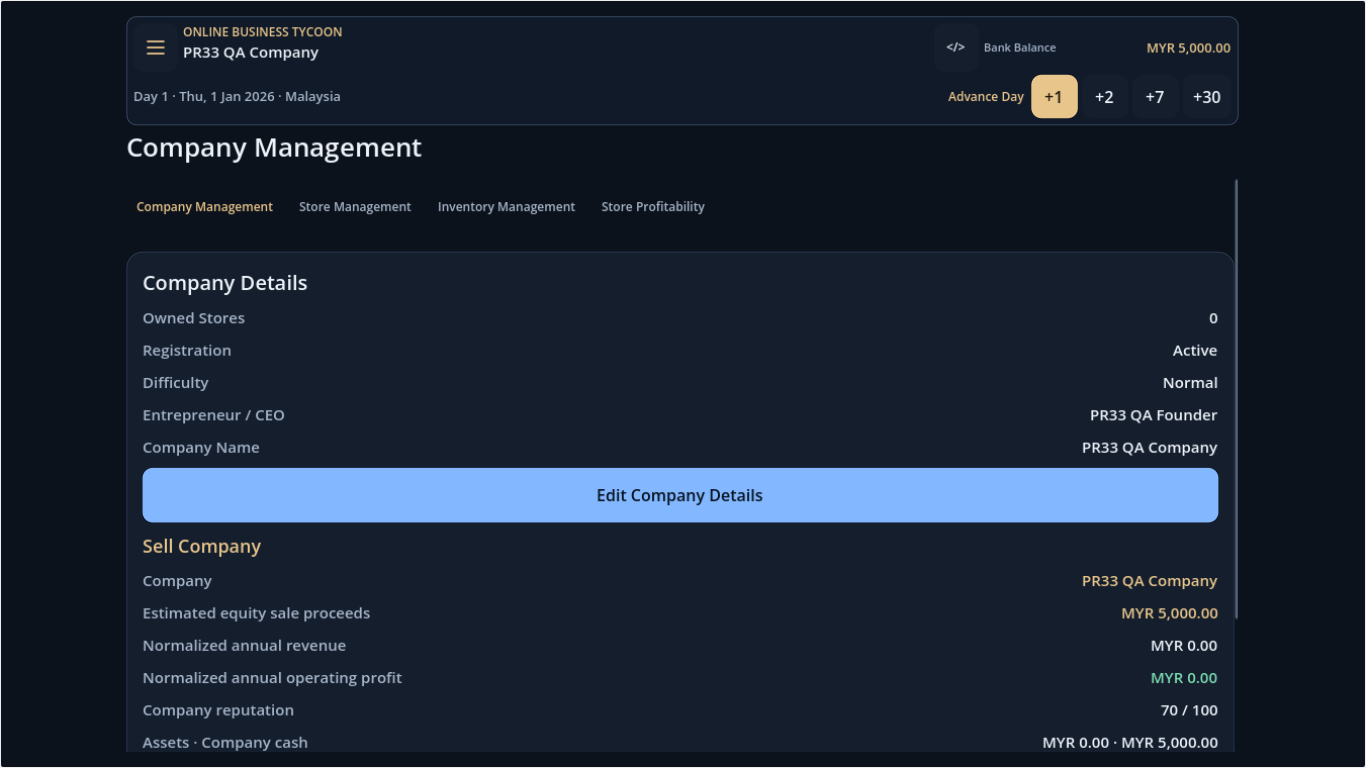 ONLINE BUSINESS TYCOON
PR33 QA Company
</> Bank Balance MYR 5,000.00
Day 1 · Thu, 1 Jan 2026 · Malaysia
Advance Day +1 +2 +7 +30
Company Management
Company Management Store Management Inventory Management Store Profitability
Company Details
Owned Stores 0
Registration Active
Difficulty Normal
Entrepreneur / CEO PR33 QA Founder
Company Name PR33 QA Company
Edit Company Details
Sell Company
Company PR33 QA Company
Estimated equity sale proceeds MYR 5,000.00
Normalized annual revenue MYR 0.00
Normalized annual operating profit MYR 0.00
Company reputation 70 / 100
Assets · Company cash MYR 0.00 · MYR 5,000.00